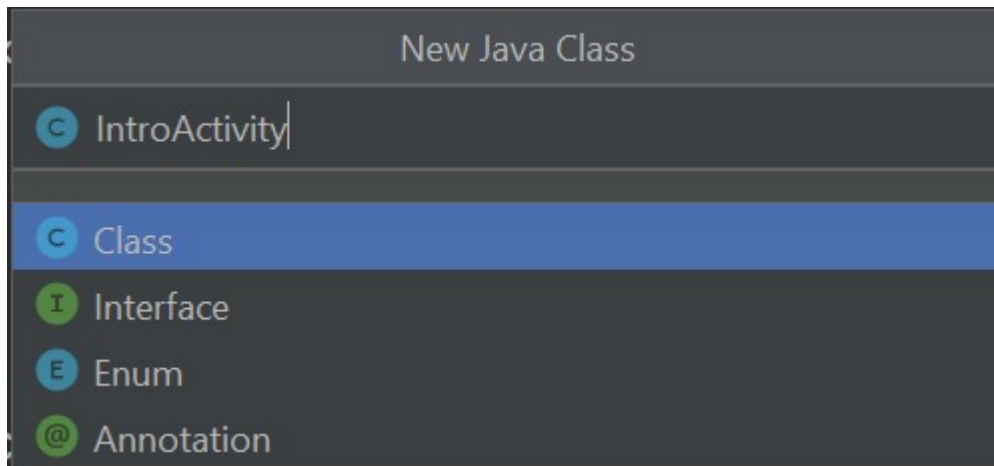 New Java Class
C IntroActivity
C Class
I Interface
E Enum
@ Annotation